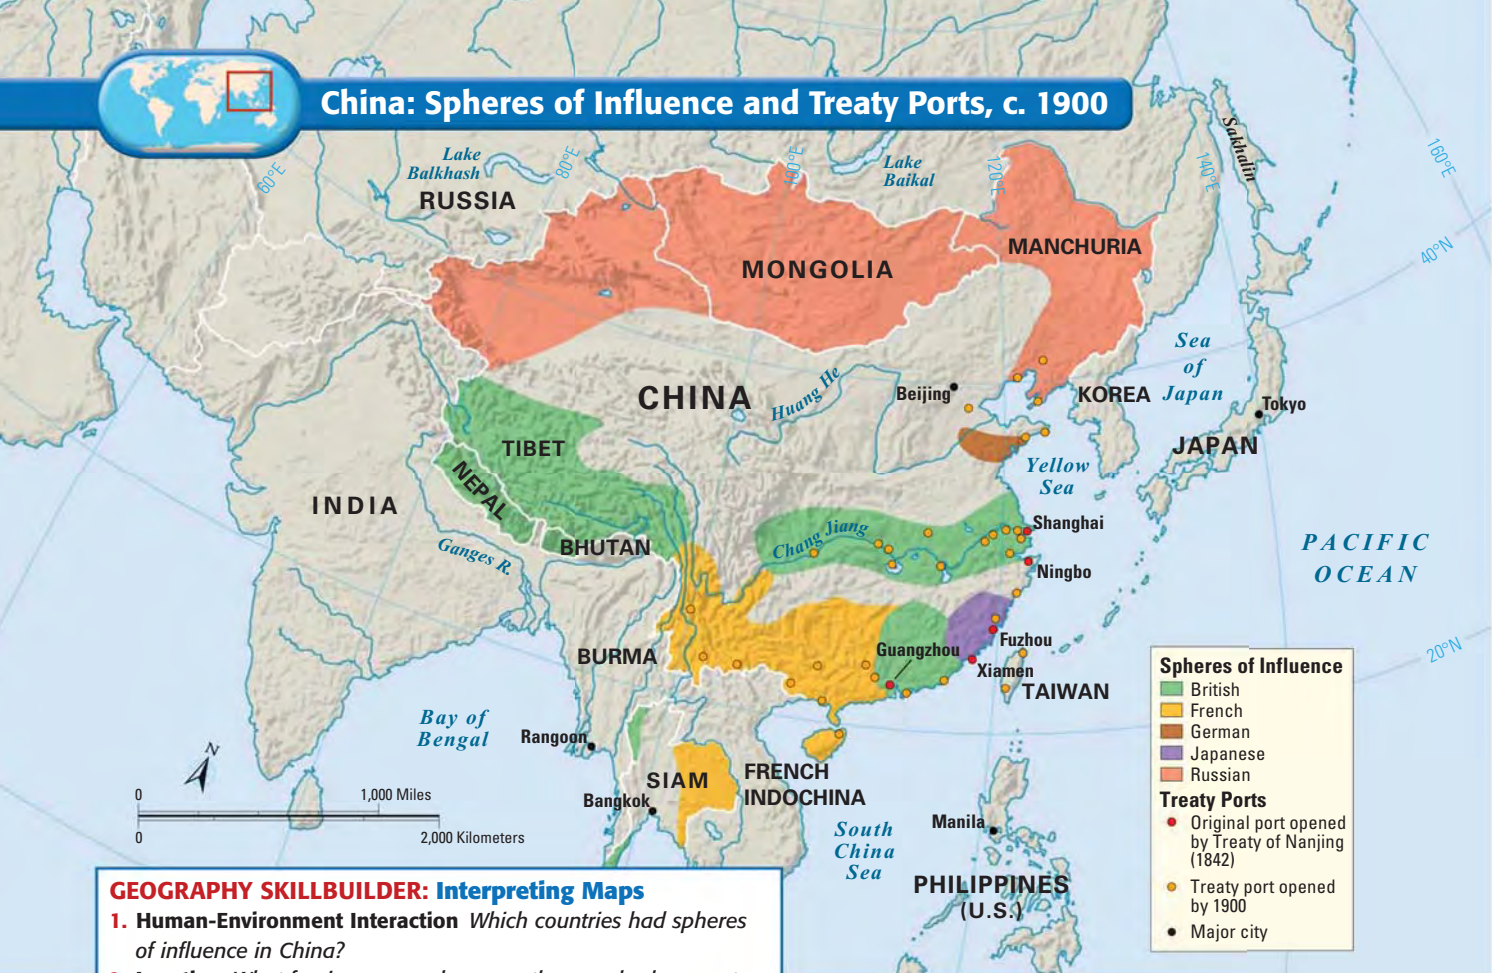 China: Spheres of Influence and Treaty Ports, c. 1900
60°E
80°E
100°E
120°E
140°E
160°E
40°N
20°N
Lake
Balkhash
RUSSIA
Lake
Baikal
Sakhalin
MONGOLIA
MANCHURIA
CHINA
Huang He
Beijing
KOREA
Sea
of
Japan
Tokyo
JAPAN
TIBET
NEPAL
INDIA
BHUTAN
Ganges R.
Yellow
Sea
Chang Jiang
Shanghai
Ningbo
PACIFIC
OCEAN
BURMA
Guangzhou
Fuzhou
Xiamen
TAIWAN
Bay of
Bengal
Rangoon
SIAM
Bangkok
FRENCH
INDOCHINA
South
China
Sea
Manila
PHILIPPINES
(U.S.)
N
0
1,000 Miles
0
2,000 Kilometers
Spheres of Influence
British
French
German
Japanese
Russian
Treaty Ports
Original port opened
by Treaty of Nanjing
(1842)
Treaty port opened
by 1900
Major city
GEOGRAPHY SKILLBUILDER: Interpreting Maps
1. Human-Environment Interaction Which countries had spheres
of influence in China?